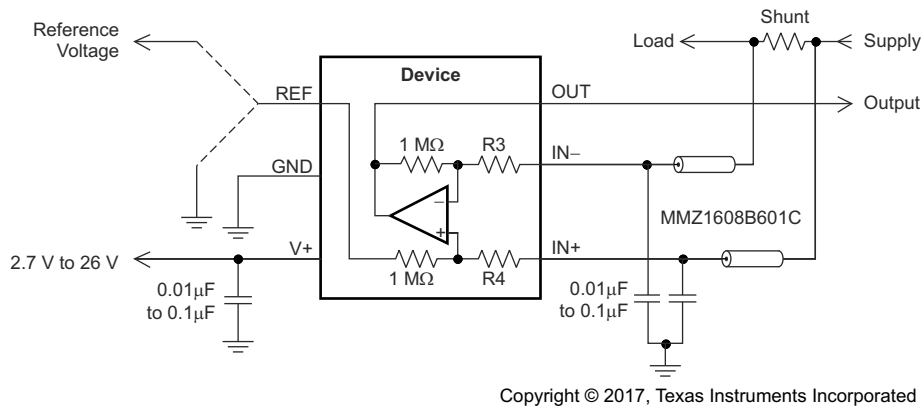 Shunt
Reference
Voltage
Load
Supply
Device
REF
OUT
Output
1 MΩ
R3
IN−
GND
−
MMZ1608B601C
+
V+
IN+
2.7 V to 26 V
1 MΩ
R4
0.01μF
to 0.1μF
0.01μF
to 0.1μF
Copyright © 2017, Texas Instruments Incorporated